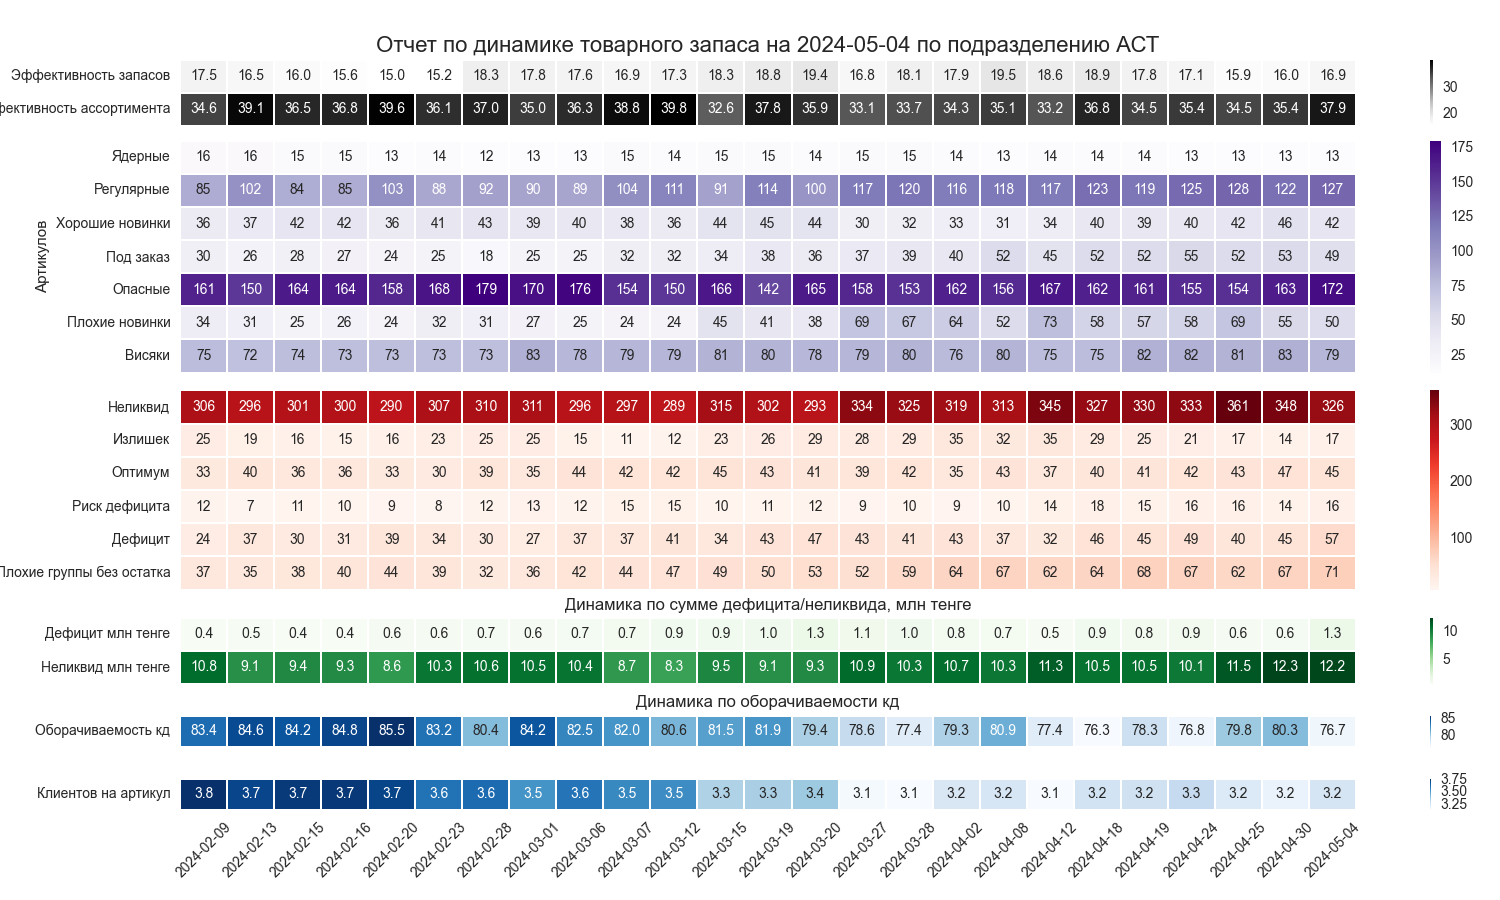 Отчет по динамике товарного запаса на 2024-05-04 по подразделению АСТ
Эффективность запасов 17.5 16.5 16.0 15.6 15.0 15.2 18.3 17.8 17.6 16.9 17.3 18.3 18.8 19.4 16.8 18.1 17.9 19.5 18.6 18.9 17.8 17.1 15.9 16.0 16.9
фективность ассортимента 34.6 39.1 36.5 36.8 39.6 36.1 37.0 35.0 36.3 38.8 39.8 32.6 37.8 35.9 33.1 33.7 34.3 35.1 33.2 36.8 34.5 35.4 34.5 35.4 37.9
30
20
Артикулов
Ядерные 16 16 15 15 13 14 12 13 13 15 14 15 15 14 15 15 14 13 14 14 14 13 13 13 13
Регулярные 85 102 84 85 103 88 92 90 89 104 111 91 114 100 117 120 116 118 117 123 119 125 128 122 127
Хорошие новинки 36 37 42 42 36 41 43 39 40 38 36 44 45 44 30 32 33 31 34 40 39 40 42 46 42
Под заказ 30 26 28 27 24 25 18 25 25 32 32 34 38 36 37 39 40 52 45 52 52 55 52 53 49
Опасные 161 150 164 164 158 168 179 170 176 154 150 166 142 165 158 153 162 156 167 162 161 155 154 163 172
Плохие новинки 34 31 25 26 24 32 31 27 25 24 24 45 41 38 69 67 64 52 73 58 57 58 69 55 50
Висяки 75 72 74 73 73 73 73 83 78 79 79 81 80 78 79 80 76 80 75 75 82 82 81 83 79
175
150
125
100
75
50
25
Неликвид 306 296 301 300 290 307 310 311 296 297 289 315 302 293 334 325 319 313 345 327 330 333 361 348 326
Излишек 25 19 16 15 16 23 25 25 15 11 12 23 26 29 28 29 35 32 35 29 25 21 17 14 17
Оптимум 33 40 36 36 33 30 39 35 44 42 42 45 43 41 39 42 35 43 37 40 41 42 43 47 45
Риск дефицита 12 7 11 10 9 8 12 13 12 15 15 10 11 12 9 10 9 10 14 18 15 16 16 14 16
Дефицит 24 37 30 31 39 34 30 27 37 37 41 34 43 47 43 41 43 37 32 46 45 49 40 45 57
Плохие группы без остатка 37 35 38 40 44 39 32 36 42 44 47 49 50 53 52 59 64 67 62 64 68 67 62 67 71
300
200
100
Динамика по сумме дефицита/неликвида, млн тенге
Дефицит млн тенге 0.4 0.5 0.4 0.4 0.6 0.6 0.7 0.6 0.7 0.7 0.9 0.9 1.0 1.3 1.1 1.0 0.8 0.7 0.5 0.9 0.8 0.9 0.6 0.6 1.3
Неликвид млн тенге 10.8 9.1 9.4 9.3 8.6 10.3 10.6 10.5 10.4 8.7 8.3 9.5 9.1 9.3 10.9 10.3 10.7 10.3 11.3 10.5 10.5 10.1 11.5 12.3 12.2
10
5
Динамика по оборачиваемости кд
Оборачиваемость кд 83.4 84.6 84.2 84.8 85.5 83.2 80.4 84.2 82.5 82.0 80.6 81.5 81.9 79.4 78.6 77.4 79.3 80.9 77.4 76.3 78.3 76.8 79.8 80.3 76.7
85
80
Клиентов на артикул 3.8 3.7 3.7 3.7 3.7 3.6 3.6 3.5 3.6 3.5 3.5 3.3 3.3 3.4 3.1 3.1 3.2 3.2 3.1 3.2 3.2 3.3 3.2 3.2 3.2
3.75
3.50
3.25
2024-02-09 2024-02-13 2024-02-15 2024-02-16 2024-02-20 2024-02-23 2024-02-28 2024-03-01 2024-03-06 2024-03-07 2024-03-12 2024-03-15 2024-03-19 2024-03-20 2024-03-27 2024-03-28 2024-04-02 2024-04-08 2024-04-12 2024-04-18 2024-04-19 2024-04-24 2024-04-25 2024-04-30 2024-05-04